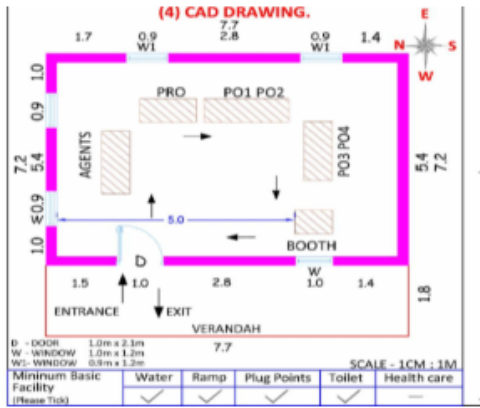 (4) CAD DRAWING.
7.7
1.7 0.9 2.8 0.9 1.4
W1 W1
E
N S
W
1.0
0.9
7.2
5.4
W 0.9
1.0
PRO PO1 PO2
AGENTS
PO3 PO4
5.4
7.2
5.0
BOOTH
D W
1.5 1.0 2.8 1.0 1.4
1.8
ENTRANCE EXIT
VERANDAH
7.7
D - DOOR 1.0m x 2.1m
W - WINDOW 1.0m x 1.2m
W1- WINDOW 0.9m x 1.2m
SCALE - 1CM : 1M
Mininum Basic Facility (Please Tick) Water Ramp Plug Points Toilet Health care